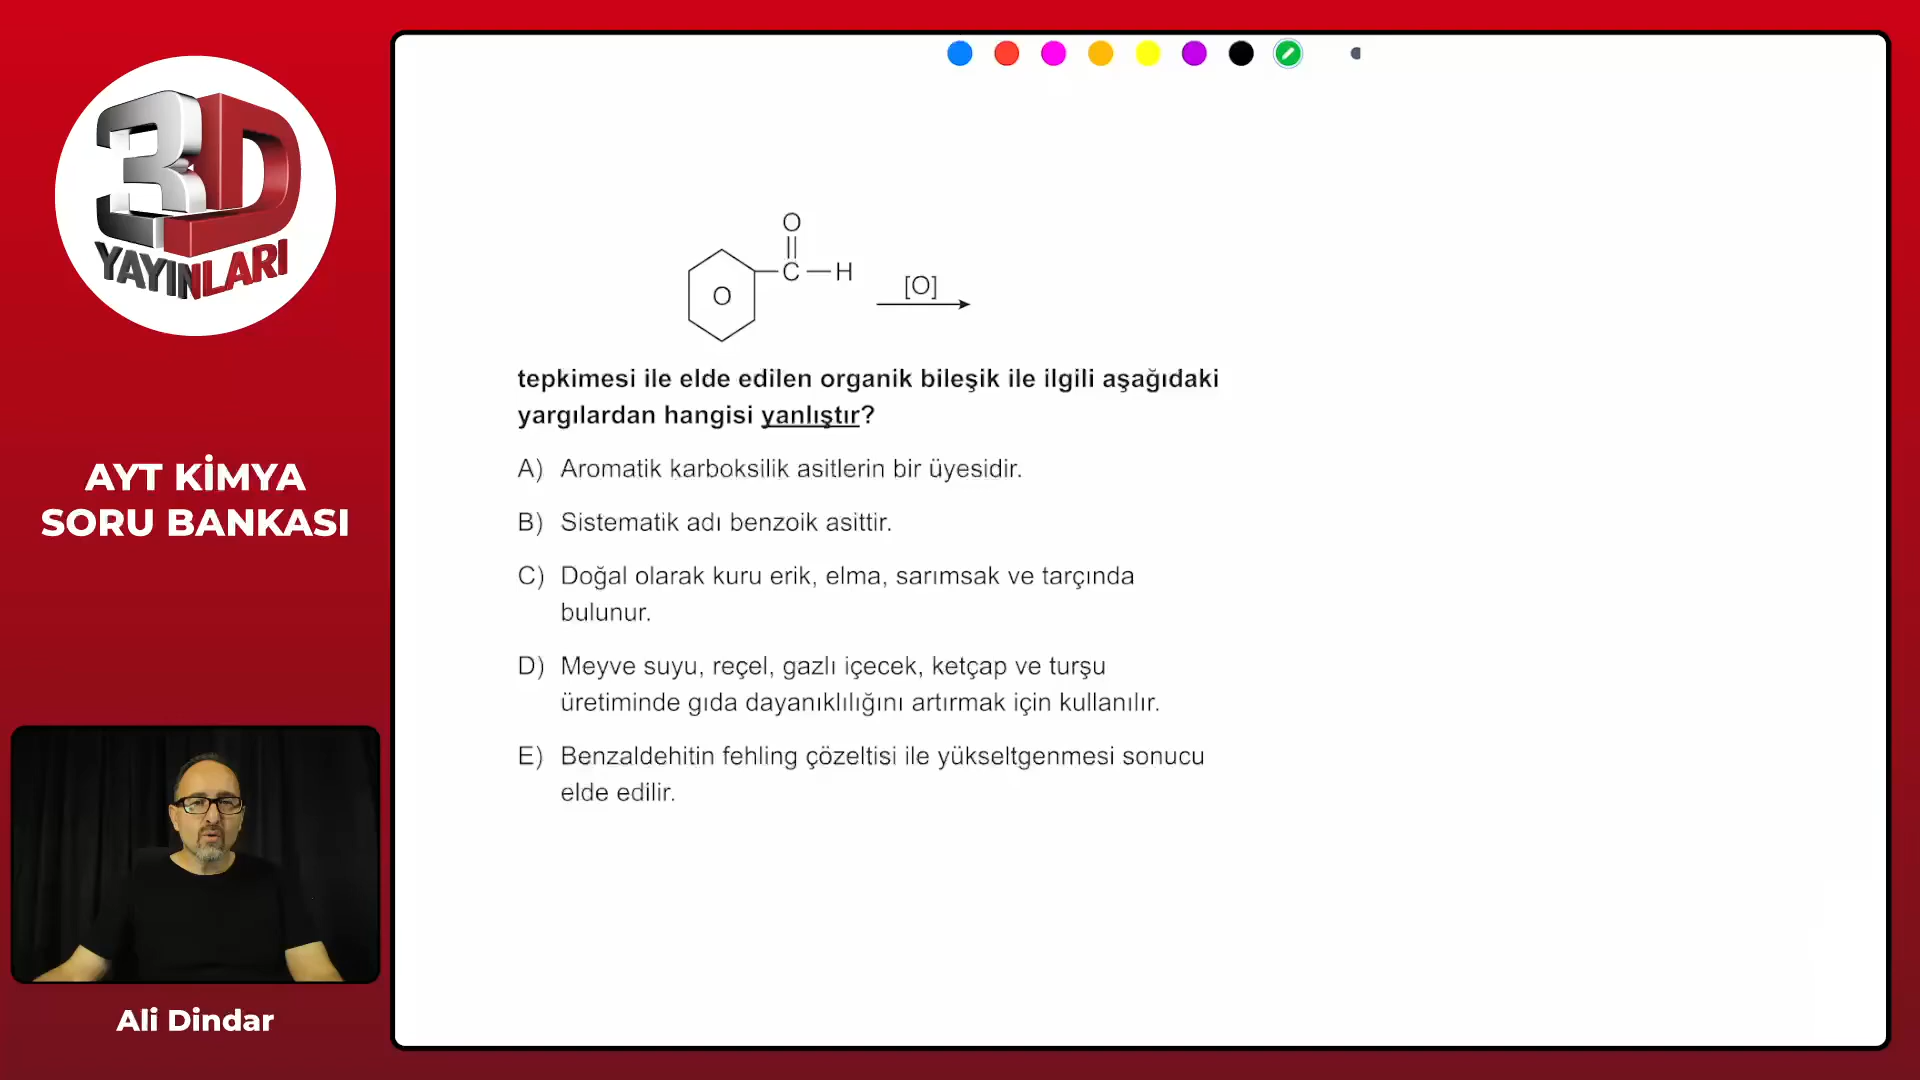 3D
YAYINLARI
AYT KİMYA
SORU BANKASI
Ali Dindar
O
C—H
O
[O]
tepkimesi ile elde edilen organik bileşik ile ilgili aşağıdaki
yargılardan hangisi yanlıştır?
A) Aromatik karboksilik asitlerin bir üyesidir.
B) Sistematik adı benzoik asittir.
C) Doğal olarak kuru erik, elma, sarımsak ve tarçında
bulunur.
D) Meyve suyu, reçel, gazlı içecek, ketçap ve turşu
üretiminde gıda dayanıklılığını artırmak için kullanılır.
E) Benzaldehitin fehling çözeltisi ile yükseltgenmesi sonucu
elde edilir.